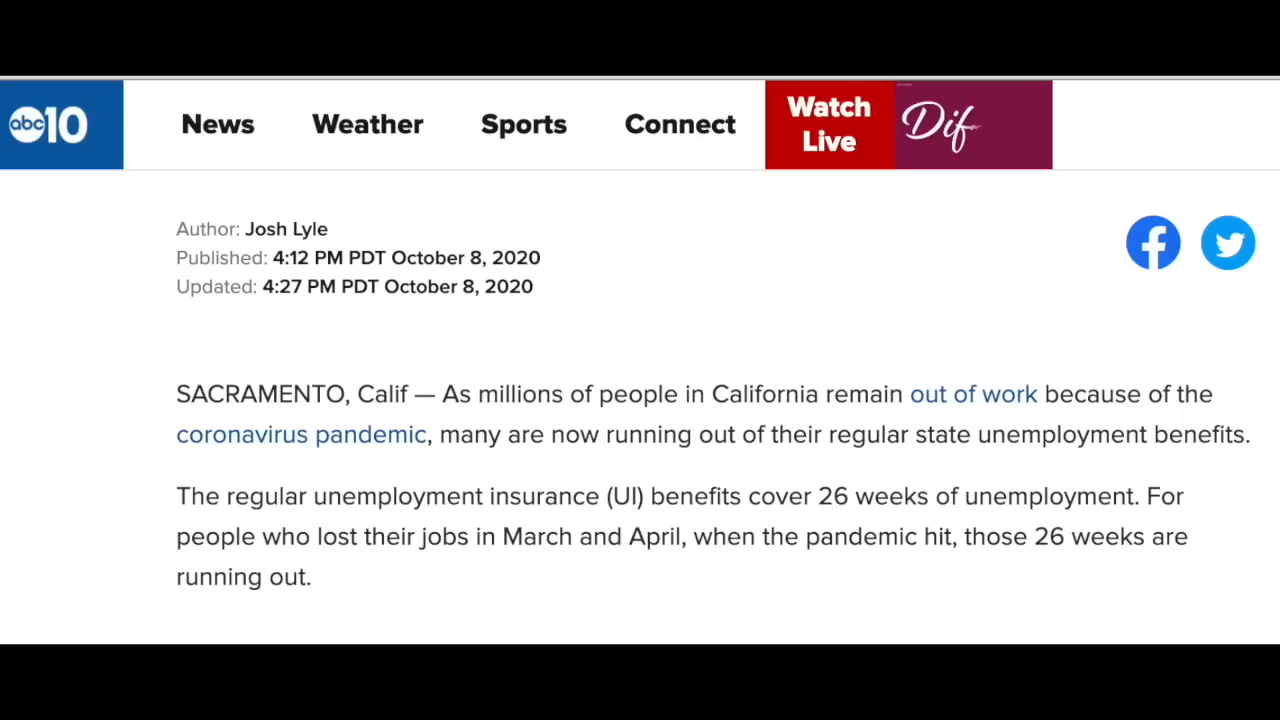 abc10
News
Weather
Sports
Connect
Watch
Live
Dif
Author: Josh Lyle
Published: 4:12 PM PDT October 8, 2020
Updated: 4:27 PM PDT October 8, 2020
SACRAMENTO, Calif — As millions of people in California remain out of work because of the
coronavirus pandemic, many are now running out of their regular state unemployment benefits.
The regular unemployment insurance (UI) benefits cover 26 weeks of unemployment. For
people who lost their jobs in March and April, when the pandemic hit, those 26 weeks are
running out.